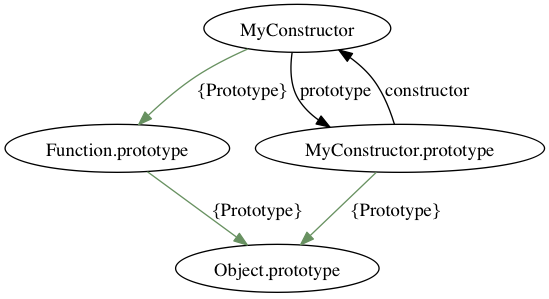 MyConstructor
{Prototype}
prototype
constructor
Function.prototype
MyConstructor.prototype
{Prototype}
{Prototype}
Object.prototype